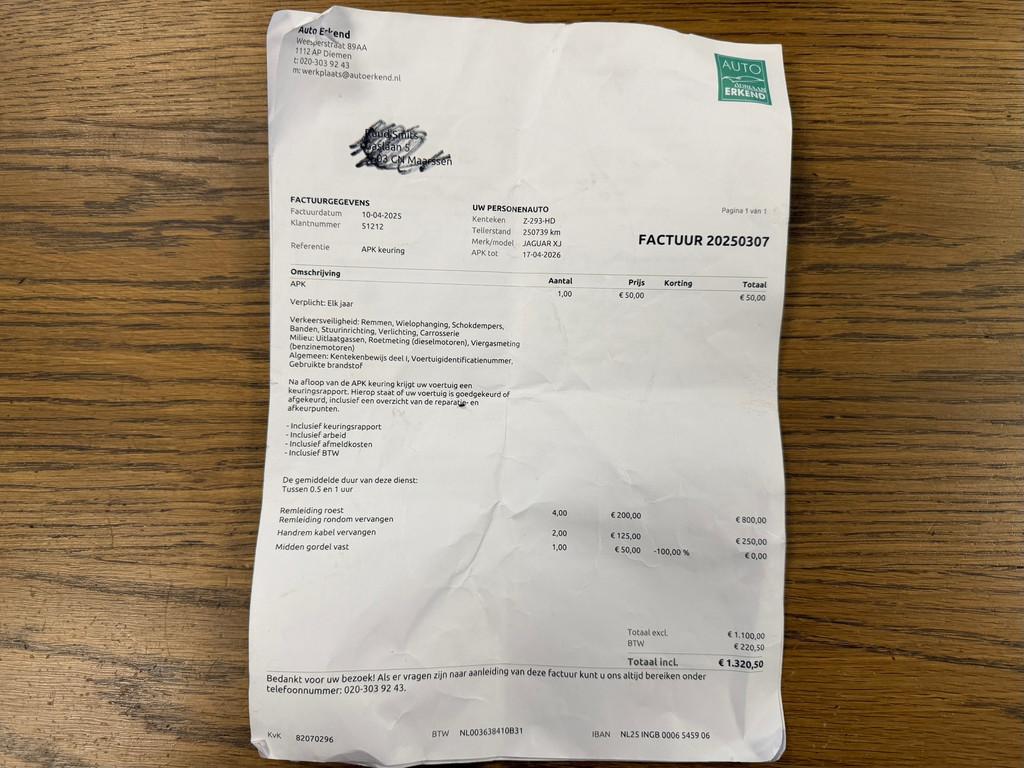 Auto Erkend
Weesperstraat 89AA
1112 AP Diemen
t: 020-303 92 43
m: werkplaats@autoerkend.nl
AUTO
ADRIAAN
ERKEND
5
CN Maarssen
FACTUURGEGEVENS
Factuurdatum 10-04-2025
Klantnummer 51212
Referentie APK keuring
UW PERSONENAUTO
Kenteken Z-293-HD
Tellerstand 250739 km
Merk/model JAGUAR XJ
APK tot 17-04-2026
Pagina 1 van 1
FACTUUR 20250307
Omschrijving Aantal Prijs Korting Totaal
APK 1,00 € 50,00 € 50,00
Verplicht: Elk jaar
Verkeersveiligheid: Remmen, Wielophanging, Schokdempers,
Banden, Stuurinrichting, Verlichting, Carrosserie
Milieu: Uitlaatgassen, Roetmeting (dieselmotoren), Viergasmeting
(benzinemotoren)
Algemeen: Kentekenbewijs deel I, Voertuigidentificatienummer,
Gebruikte brandstof
Na afloop van de APK keuring krijgt uw voertuig een
keuringsrapport. Hierop staat of uw voertuig is goedgekeurd of
afgekeurd, inclusief een overzicht van de reparatie- en
afkeurpunten.
- Inclusief keuringsrapport
- Inclusief arbeid
- Inclusief afmeldkosten
- Inclusief BTW
De gemiddelde duur van deze dienst:
Tussen 0.5 en 1 uur
Remleiding roest 4,00 € 200,00 € 800,00
Remleiding rondom vervangen
Handrem kabel vervangen 2,00 € 125,00 € 250,00
Midden gordel vast 1,00 € 50,00 -100,00 % € 0,00
Totaal excl. € 1.100,00
BTW € 220,50
Totaal incl. € 1.320,50
Bedankt voor uw bezoek! Als er vragen zijn naar aanleiding van deze factuur kunt u ons altijd bereiken onder
telefoonnummer: 020-303 92 43.
KvK 82070296 BTW NL003638410B31 IBAN NL25 INGB 0006 5459 06